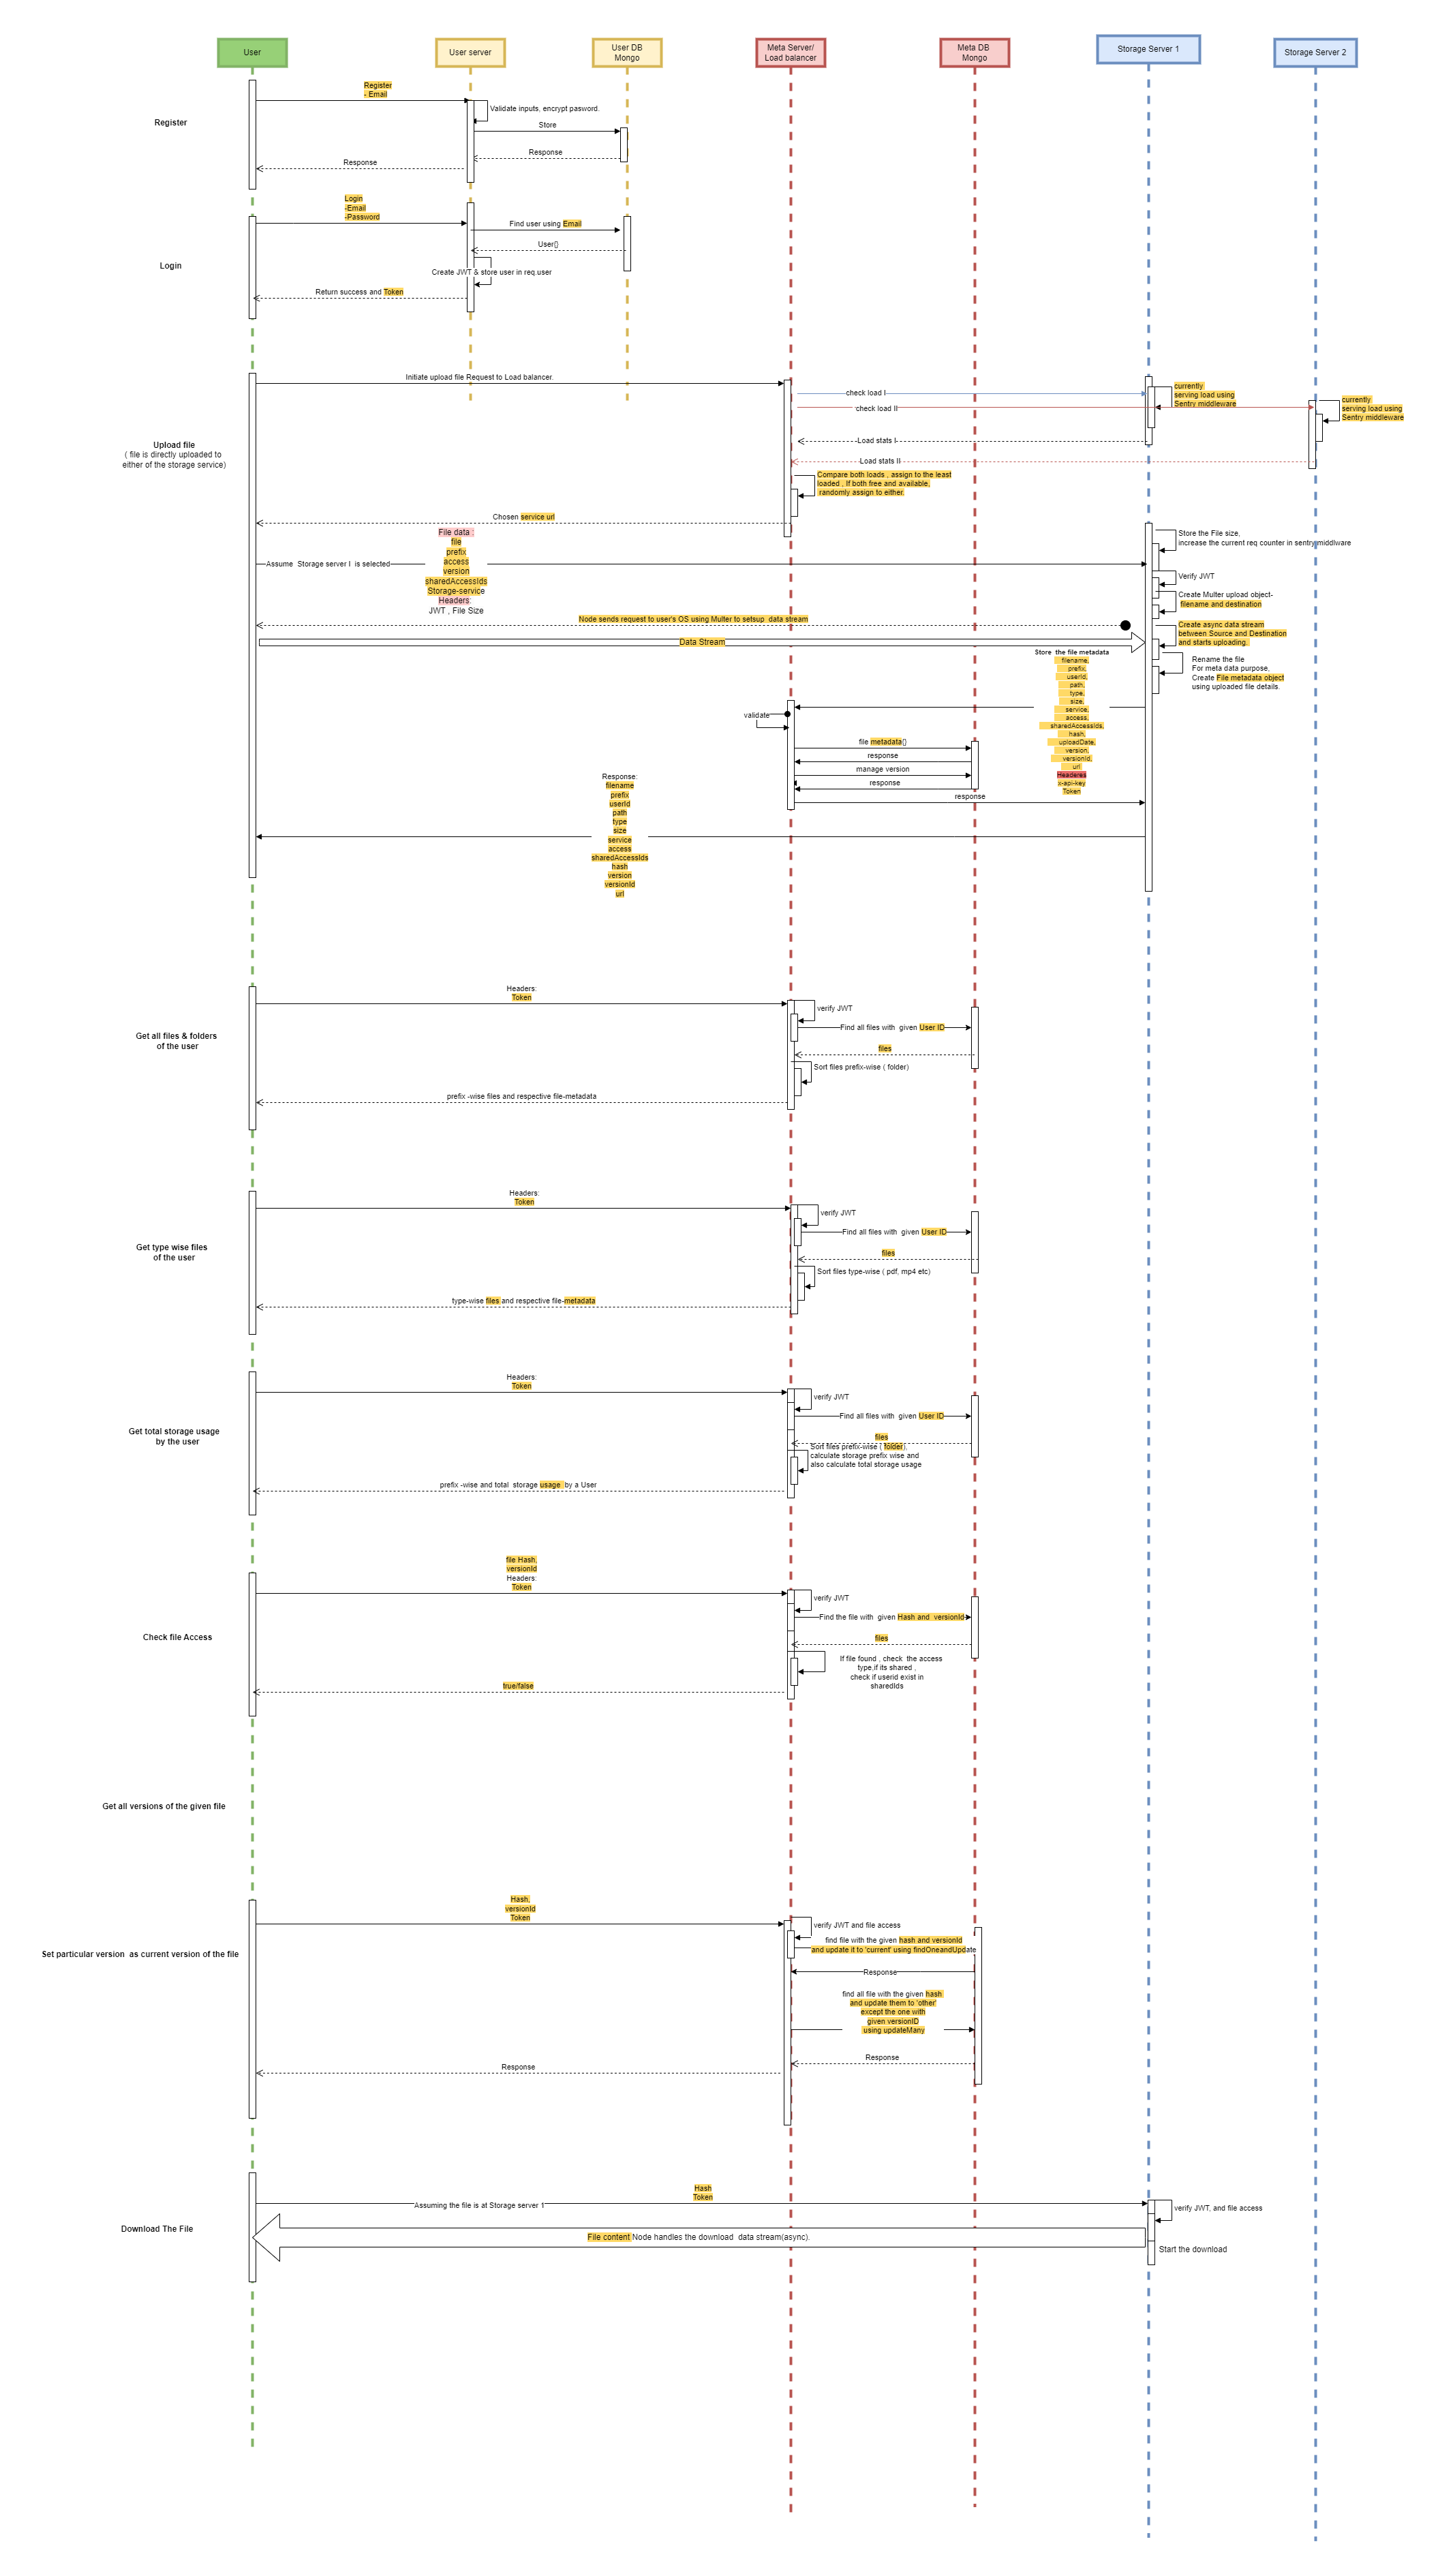 User
User server
User DB
Mongo
Meta Server/
Load balancer
Meta DB
Mongo
Storage Server 1
Storage Server 2
Register
Register
- Email
Validate inputs, encrypt pasword.
Store
Response
Response
Login
Login
-Email
-Password
Find user using Email
User{}
Create JWT & store user in req.user
Return success and Token
Upload file
( file is directly uploaded to
either of the storage service)
Initiate upload file Request to Load balancer.
check load I
check load II
currently
serving load using
Sentry middleware
currently
serving load using
Sentry middleware
Load stats I
Load stats II
Compare both loads , assign to the least
loaded , If both free and available,
randomly assign to either.
Chosen service url
Assume Storage server I is selected
File data :
file
prefix
access
version
sharedAccessIds
Storage-service
Headers:
JWT , File Size
Store the File size,
increase the current req counter in sentry middlware
Verify JWT
Create Multer upload object-
filename and destination
Node sends request to user's OS using Multer to setsup data stream
Data Stream
Create async data stream
between Source and Destination
and starts uploading.
Rename the file
For meta data purpose,
Create File metadata object
using uploaded file details.
Store the file metadata
filename,
prefix,
userId,
path,
type,
size,
service,
access,
sharedAccessIds,
hash,
uploadDate,
version,
versionId,
url
Headeres
x-api-key
Token
validate
file metadata{}
response
manage version
response
response
Response:
filename
prefix
userId
path
type
size
service
access
sharedAccessIds
hash
version
versionId
url
Get all files & folders
of the user
Headers:
Token
verify JWT
Find all files with given User ID
files
Sort files prefix-wise ( folder)
prefix -wise files and respective file-metadata
Get type wise files
of the user
Headers:
Token
verify JWT
Find all files with given User ID
files
Sort files type-wise ( pdf, mp4 etc)
type-wise files and respective file-metadata
Get total storage usage
by the user
Headers:
Token
verify JWT
Find all files with given User ID
files
Sort files prefix-wise ( folder),
calculate storage prefix wise and
also calculate total storage usage
prefix -wise and total storage usage by a User
Check file Access
file Hash,
versionId
Headers:
Token
verify JWT
Find the file with given Hash and versionId
files
If file found , check the access
type,if its shared ,
check if userid exist in
sharedIds
true/false
Get all versions of the given file
Set particular version as current version of the file
Hash,
versionId
Token
verify JWT and file access
find file with the given hash and versionId
and update it to 'current' using findOneandUpdate
Response
find all file with the given hash
and update them to 'other'
except the one with
given versionID
using updateMany
Response
Response
Download The File
Hash
Token
Assuming the file is at Storage server 1
verify JWT, and file access
File content Node handles the download data stream(async).
Start the download